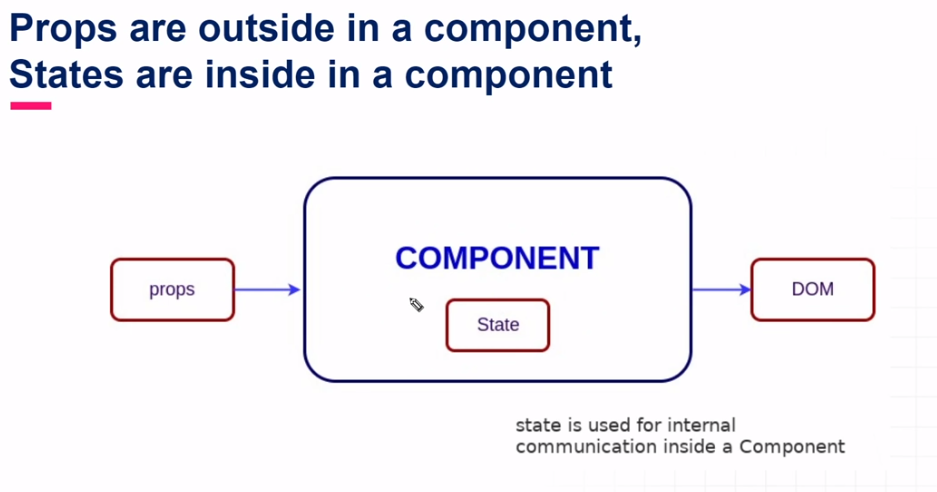 Props are outside in a component,
States are inside in a component
COMPONENT
props
State
DOM
state is used for internal
communication inside a Component